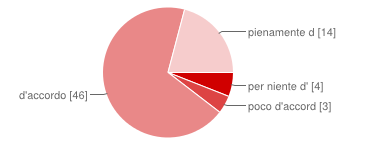 pienamente d [14]
per niente d' [4]
d'accordo [46]
poco d'accord [3]